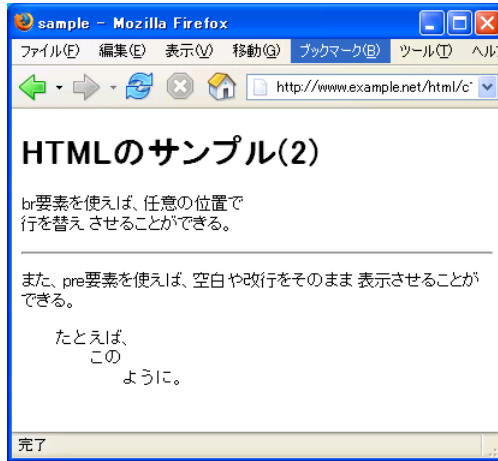 sample - Mozilla Firefox
ファイル(F) 編集(E) 表示(V) 移動(G) ブックマーク(B) ツール(T)
http://www.example.net/html/c
HTMLのサンプル(2)
br要素を使えば、任意の位置で
行を替え させることができる。
また、pre要素を使えば、空白や改行をそのまま 表示させることが
できる。
たとえば、
この
ように。
完了